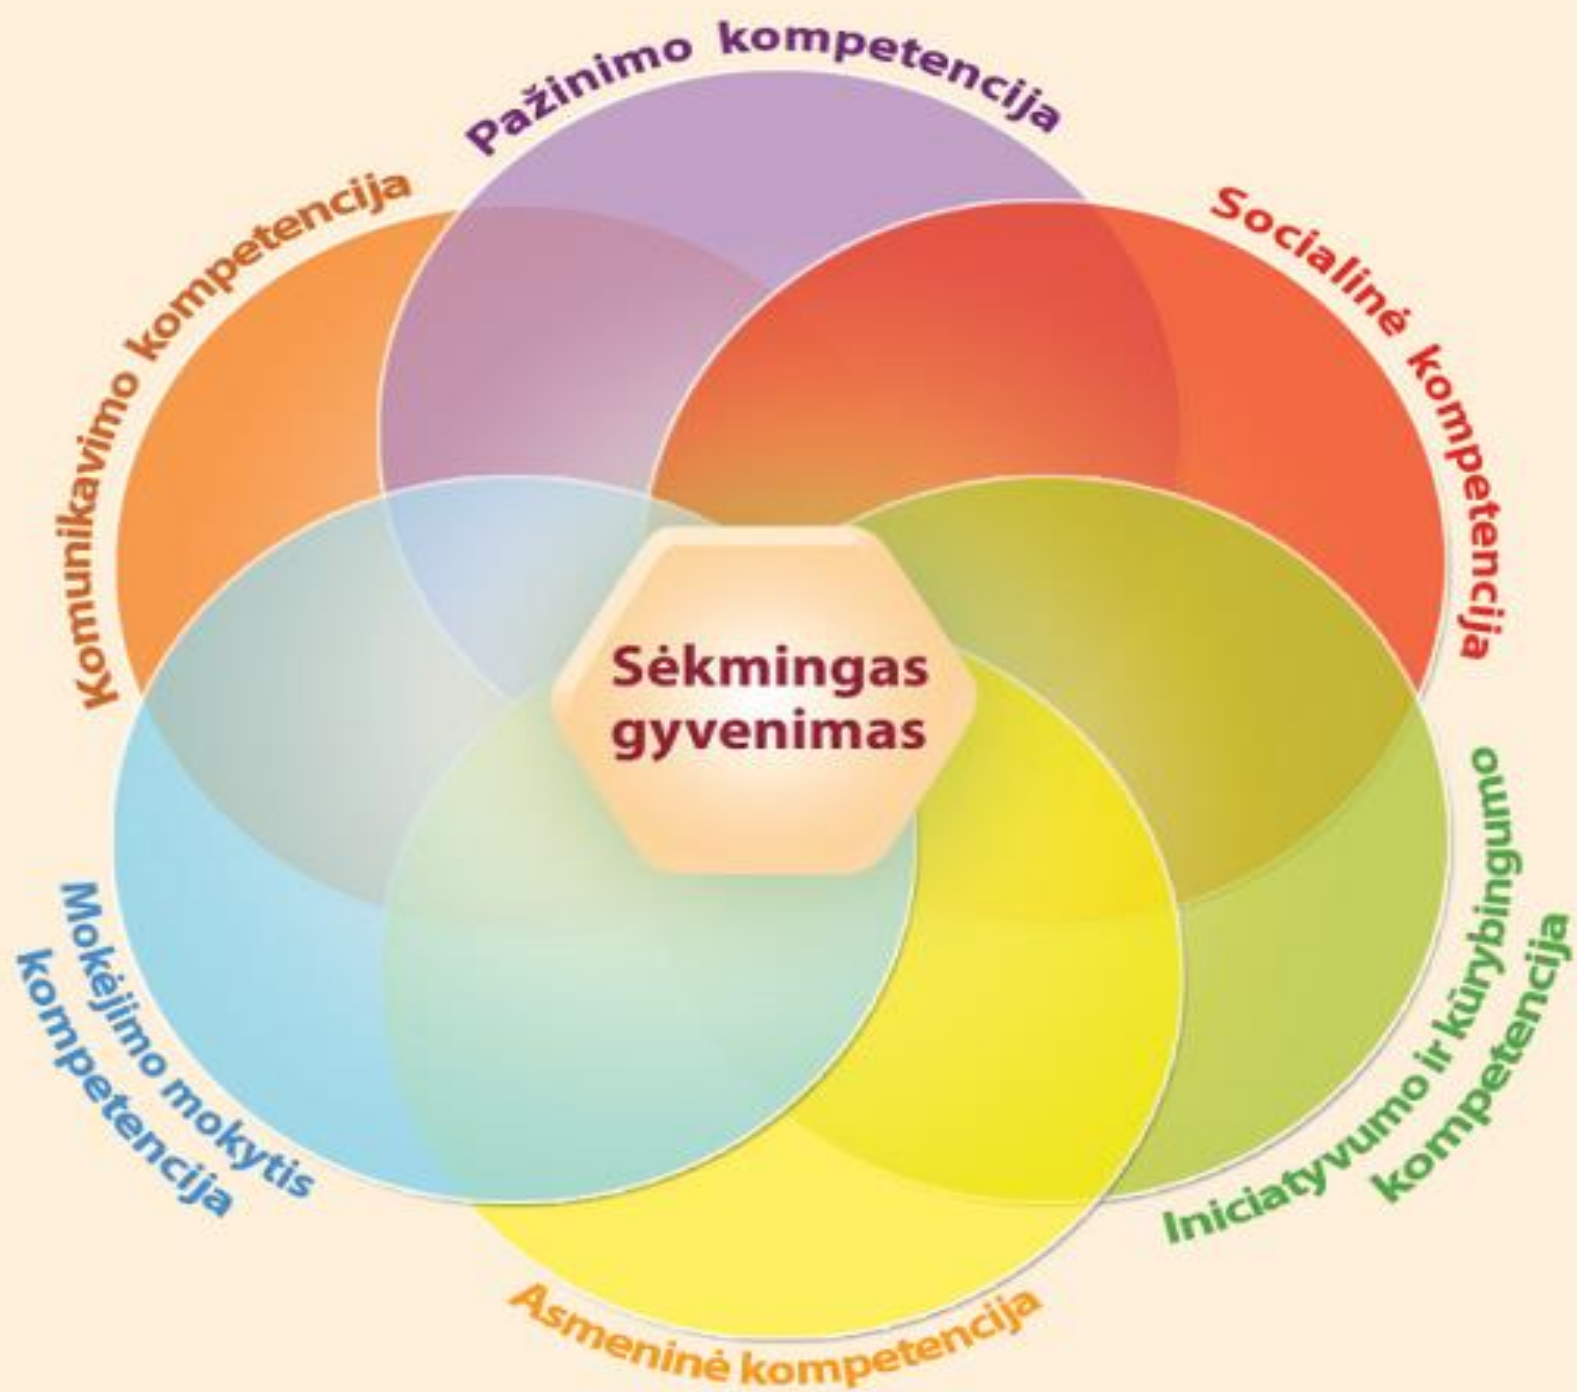 Pažinimo kompetencija
Socialinė kompetencija
Iniciatyvumo ir kūrybingumo
kompetencija
Asmeninė kompetencija
Mokėjimo mokytis
kompetencija
Komunikavimo kompetencija
Sėkmingas
gyvenimas